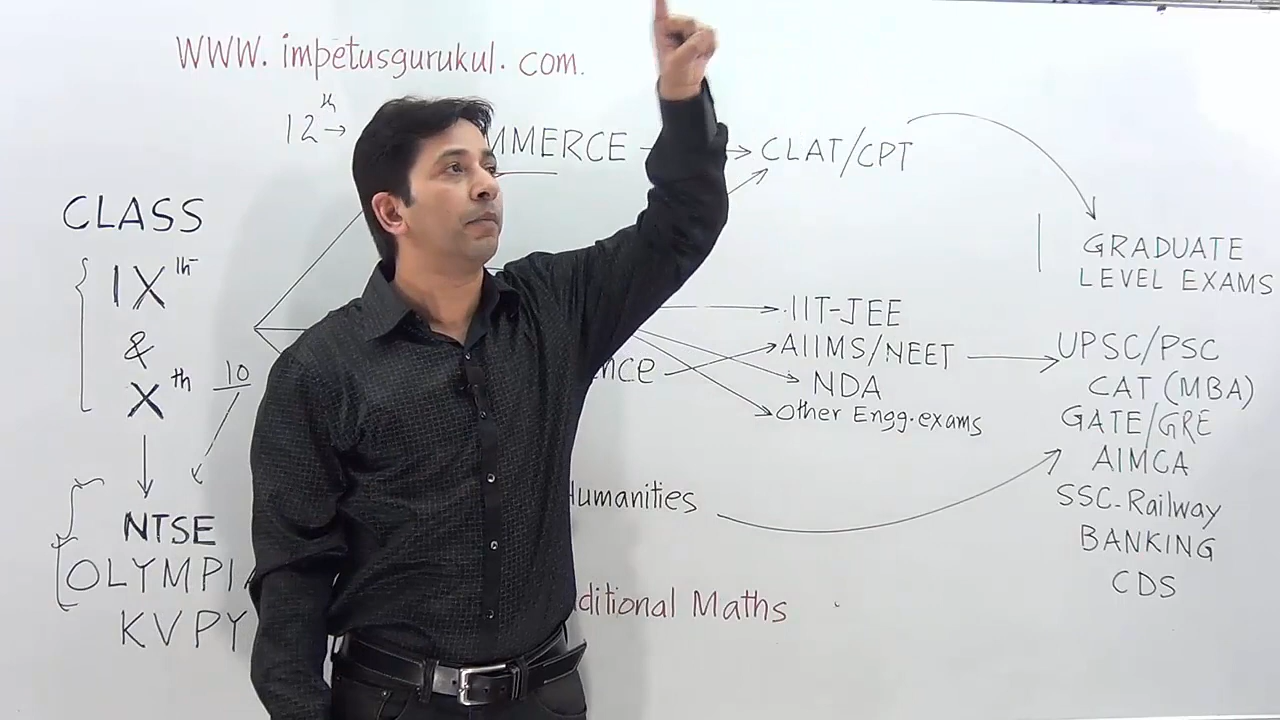 WWW. impetusgurukul. com.
12th → MMERCE → CLAT/CPT
CLASS
IXth
&
Xth 10
NTSE
OLYMPIA
KVPY
ence
Humanities
ditional Maths
IIT-JEE
AIIMS/NEET
NDA
Other Engg. exams
GRADUATE
LEVEL EXAMS
UPSC/PSC
CAT (MBA)
GATE/GRE
AIMCA
SSC-Railway
BANKING
CDS